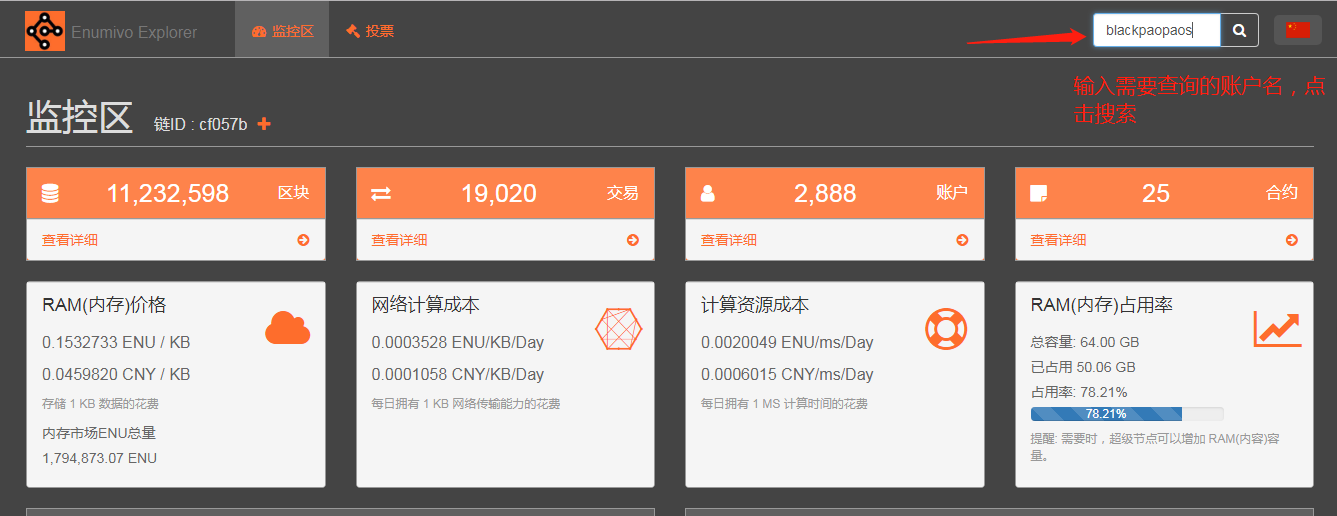 Enumivo Explorer
监控区
投票
blackpaopaos
输入需要查询的账户名，点
击搜索
监控区
链ID : cf057b
11,232,598 区块
查看详细
19,020 交易
查看详细
2,888 账户
查看详细
25 合约
查看详细
RAM(内存)价格
0.1532733 ENU / KB
0.0459820 CNY / KB
存储 1 KB 数据的花费
内存市场ENU总量
1,794,873.07 ENU
网络计算成本
0.0003528 ENU/KB/Day
0.0001058 CNY/KB/Day
每日拥有 1 KB 网络传输能力的花费
计算资源成本
0.0020049 ENU/ms/Day
0.0006015 CNY/ms/Day
每日拥有 1 MS 计算时间的花费
RAM(内存)占用率
总容量: 64.00 GB
已占用 50.06 GB
占用率: 78.21%
78.21%
提醒: 需要时，超级节点可以增加 RAM(内容)容
量。